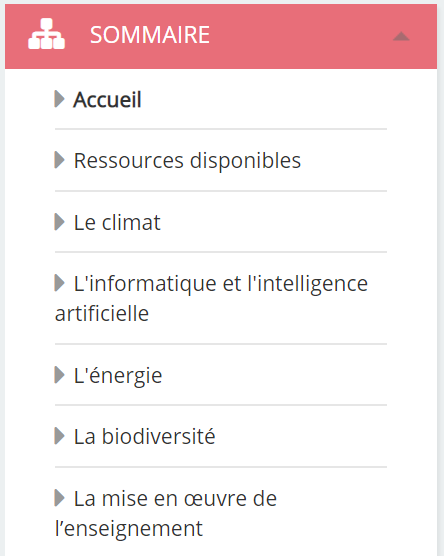 SOMMAIRE
Accueil
Ressources disponibles
Le climat
L'informatique et l'intelligence
artificielle
L'énergie
La biodiversité
La mise en œuvre de
l’enseignement